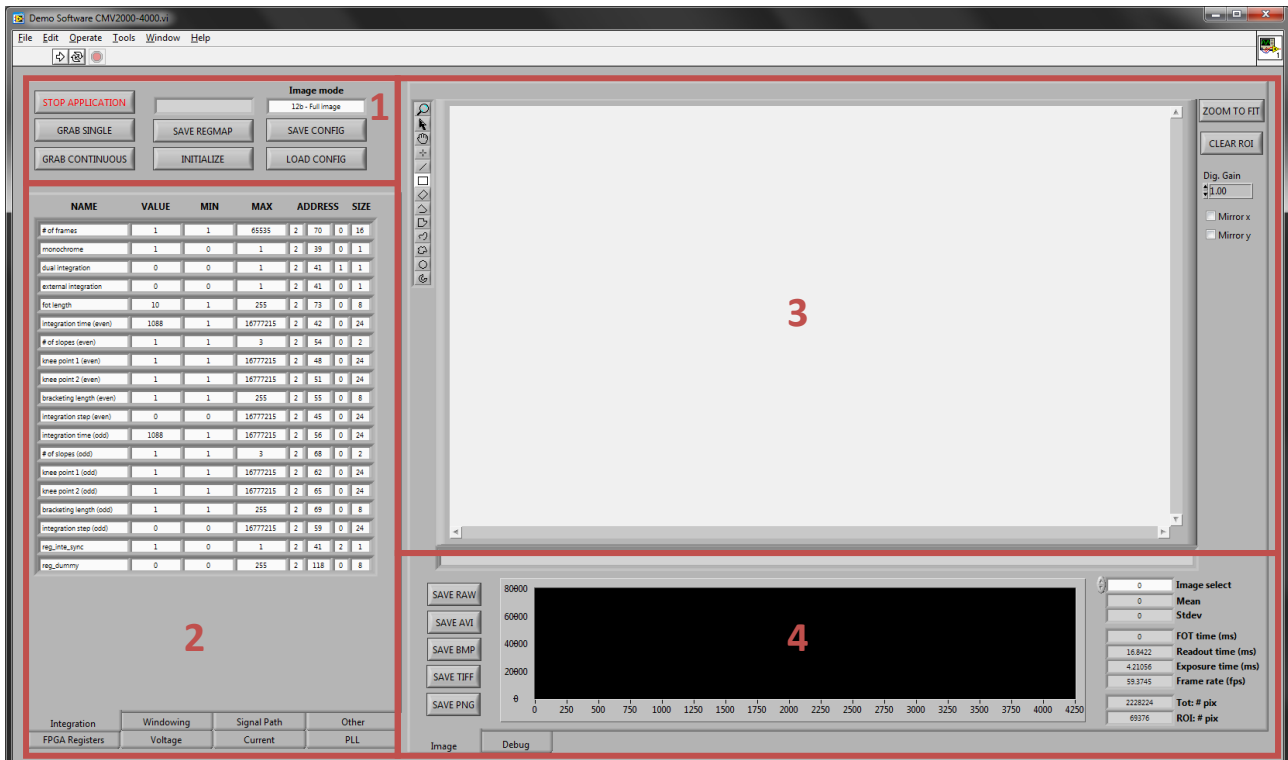 Demo Software CMV2000-4000.vi
File Edit Operate Tools Window Help
1
STOP APPLICATION
Image mode
12b - Full image
1
GRAB SINGLE SAVE REGMAP SAVE CONFIG
GRAB CONTINUOUS INITIALIZE LOAD CONFIG
NAME VALUE MIN MAX ADDRESS SIZE
# of frames 1 1 65535 2 70 0 16
monochrome 1 0 1 2 39 0 1
dual integration 0 0 1 2 41 1 1
external integration 0 0 1 2 41 0 1
fot length 10 1 255 2 73 0 8
integration time (even) 1088 1 16777215 2 42 0 24
# of slopes (even) 1 1 3 2 54 0 2
knee point 1 (even) 1 1 16777215 2 48 0 24
knee point 2 (even) 1 1 16777215 2 51 0 24
bracketing length (even) 1 1 255 2 55 0 8
integration step (even) 0 0 16777215 2 45 0 24
integration time (odd) 1088 1 16777215 2 56 0 24
# of slopes (odd) 1 1 3 2 68 0 2
knee point 1 (odd) 1 1 16777215 2 62 0 24
knee point 2 (odd) 1 1 16777215 2 65 0 24
bracketing length (odd) 1 1 255 2 69 0 8
integration step (odd) 0 0 16777215 2 59 0 24
reg_inte_sync 1 0 1 2 41 2 1
reg_dummy 0 0 255 2 118 0 8
2
Integration Windowing Signal Path Other
FPGA Registers Voltage Current PLL
3
ZOOM TO FIT
CLEAR ROI
Dig. Gain
1.00
Mirror x
Mirror y
SAVE RAW
SAVE AVI
SAVE BMP
SAVE TIFF
SAVE PNG
80000
60000
40000
20000
0
0 250 500 750 1000 1250 1500 1750 2000 2250 2500 2750 3000 3250 3500 3750 4000 4250
4
0 Image select
0 Mean
0 Stdev
0 FOT time (ms)
16.8422 Readout time (ms)
4.21056 Exposure time (ms)
59.3745 Frame rate (fps)
2228224 Tot: # pix
69376 ROI: # pix
Image Debug